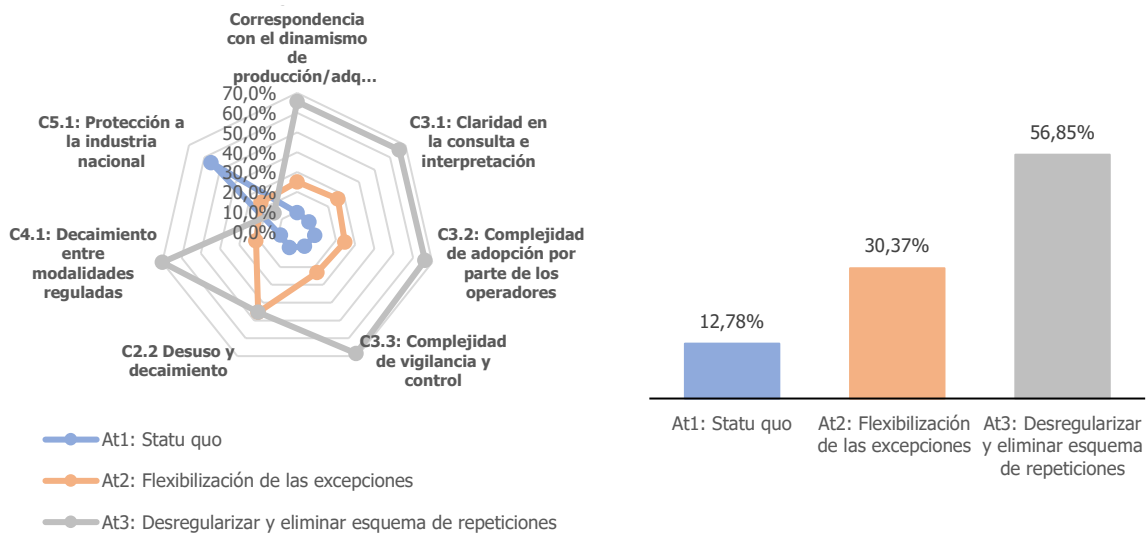 Correspondencia
con el dinamismo
de
producción/adq...
70,0%
60,0%
50,0%
40,0%
30,0%
20,0%
10,0%
0,0%
C3.1: Claridad en
la consulta e
interpretación
C3.2: Complejidad
de adopción por
parte de los
operadores
C3.3: Complejidad
de vigilancia y
control
C2.2 Desuso y
decaimiento
C4.1: Decaimiento
entre
modalidades
reguladas
C5.1: Protección a
la industria
nacional
At1: Statu quo
At2: Flexibilización de las excepciones
At3: Desregularizar y eliminar esquema de repeticiones
12,78%
30,37%
56,85%
At1: Statu quo
At2: Flexibilización
de las excepciones
At3: Desregularizar
y eliminar esquema
de repeticiones